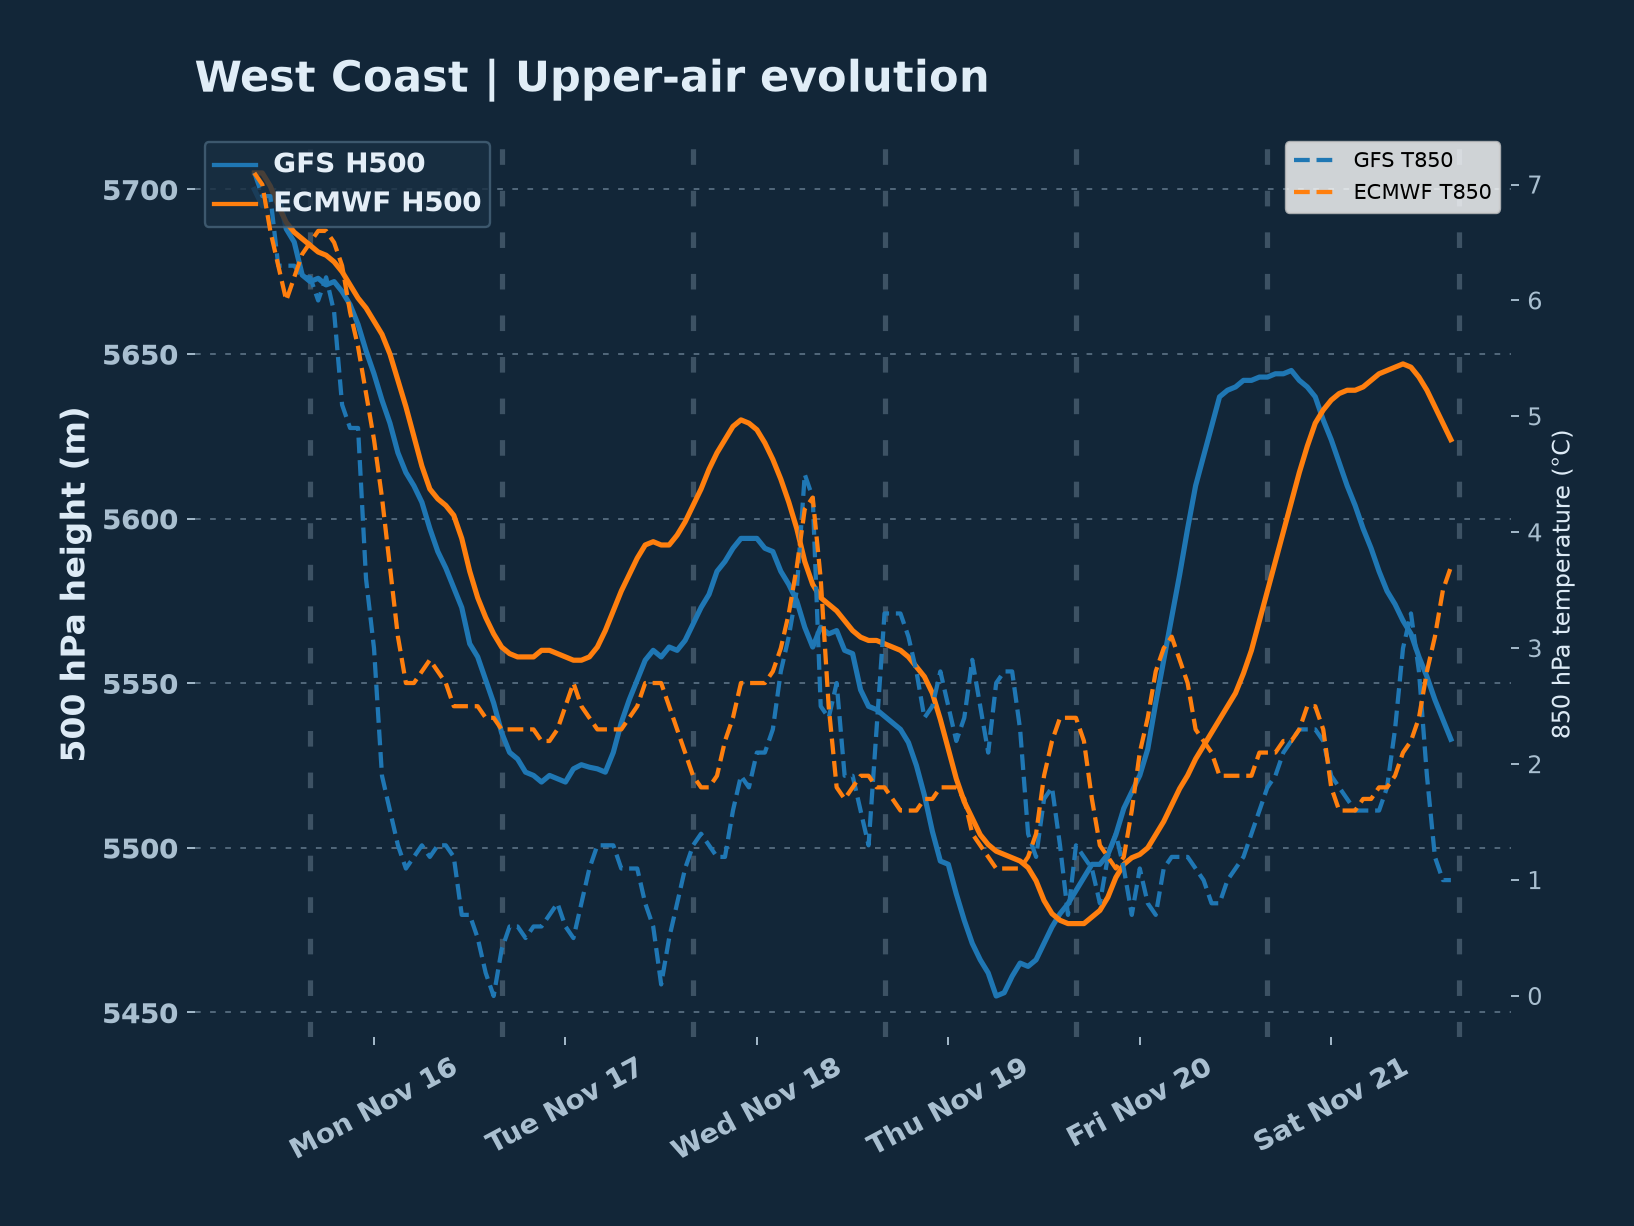 West Coast | Upper-air evolution
GFS H500
ECMWF H500
GFS T850
ECMWF T850
500 hPa height (m)
5700
5650
5600
5550
5500
5450
850 hPa temperature (°C)
7
6
5
4
3
2
1
0
Mon Nov 16
Tue Nov 17
Wed Nov 18
Thu Nov 19
Fri Nov 20
Sat Nov 21